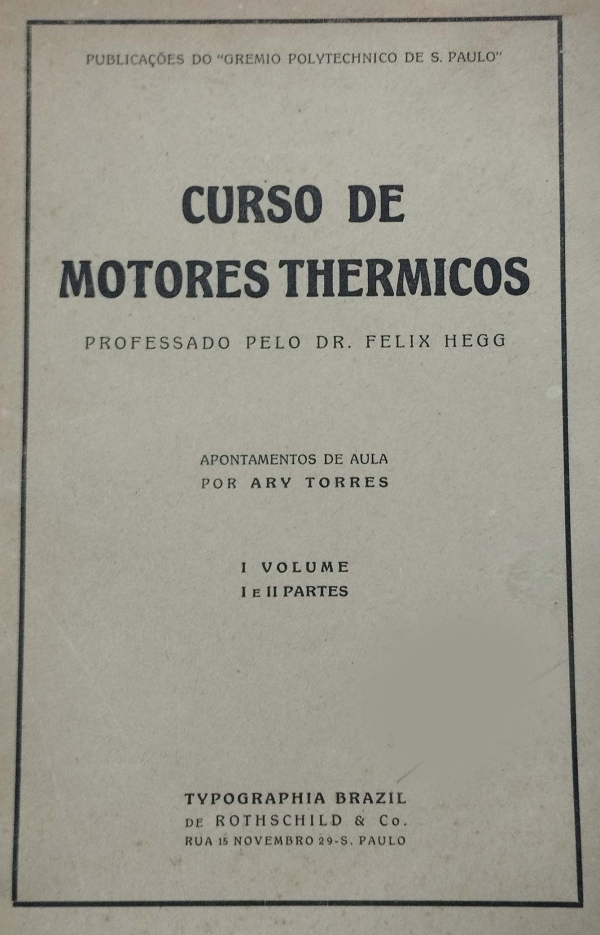 PUBLICAÇÕES DO "GREMIO POLYTECHNICO DE S. PAULO"
CURSO DE
MOTORES THERMICOS
PROFESSADO PELO DR. FELIX HEGG
APONTAMENTOS DE AULA
POR ARY TORRES
I VOLUME
I E II PARTES
TYPOGRAPHIA BRAZIL
DE ROTHSCHILD & Co.
RUA 15 NOVEMBRO 29-S. PAULO